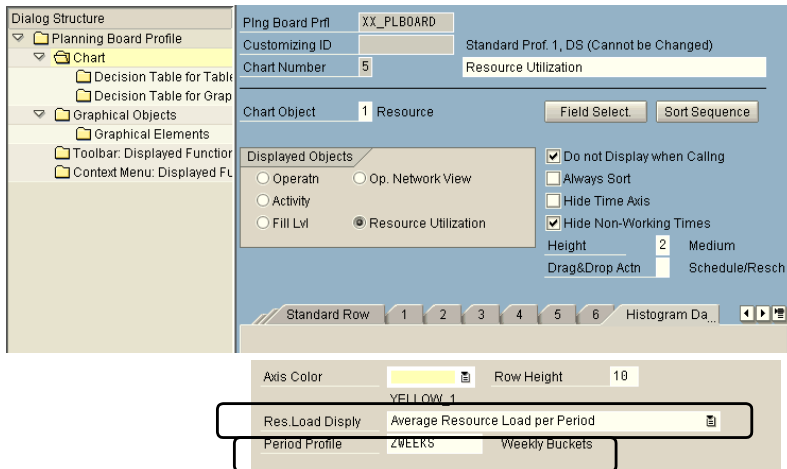 Dialog Structure
Planning Board Profile
Chart
Decision Table for Table
Decision Table for Grap
Graphical Objects
Graphical Elements
Toolbar: Displayed Function
Context Menu: Displayed Fu
Plng Board Prfl XX_PLBOARD
Customizing ID Standard Prof. 1, DS (Cannot be Changed)
Chart Number 5 Resource Utilization
Chart Object 1 Resource Field Select. Sort Sequence
Displayed Objects
Operatn Op. Network View
Activity
Fill Lvl Resource Utilization
Do not Display when Callng
Always Sort
Hide Time Axis
Hide Non-Working Times
Height 2 Medium
Drag&Drop Actn Schedule/Resch
Standard Row 1 2 3 4 5 6 Histogram Da...
Axis Color Row Height 10
YELLOW_1
Res.Load Disply Average Resource Load per Period
Period Profile ZWEEKS Weekly Buckets